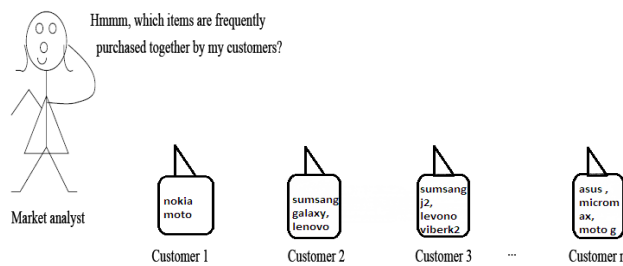 Hmmm, which items are frequently
purchased together by my customers?
nokia
moto
sumsang
galaxy,
lenovo
sumsang
j2,
levono
viberk2
asus ,
microm
ax,
moto g
Market analyst
Customer 1
Customer 2
Customer 3
...
Customer n